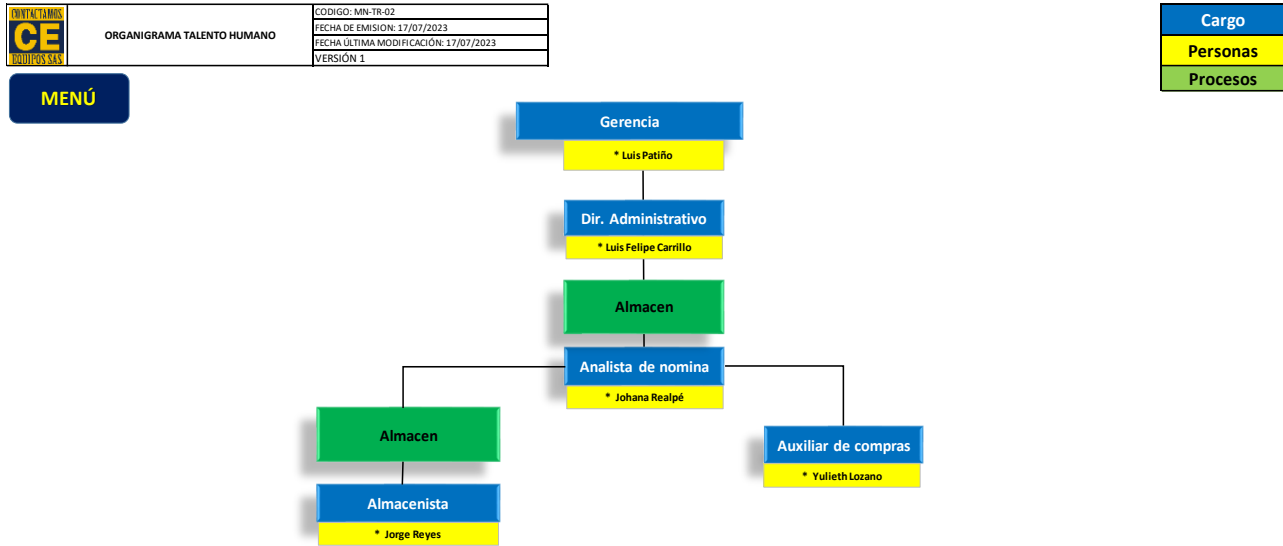 CONTACTAMOS
CE
EQUIPOS SAS
ORGANIGRAMA TALENTO HUMANO
CODIGO: MN-TR-02
FECHA DE EMISION: 17/07/2023
FECHA ÚLTIMA MODIFICACIÓN: 17/07/2023
VERSIÓN 1
Cargo
Personas
Procesos
MENÚ
Gerencia
* Luis Patiño
Dir. Administrativo
* Luis Felipe Carrillo
Almacen
Analista de nomina
* Johana Realpé
Almacen
Auxiliar de compras
* Yulieth Lozano
Almacenista
* Jorge Reyes